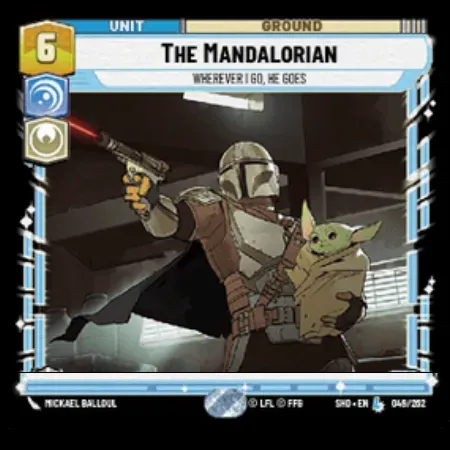 6
UNIT
GROUND
THE MANDALORIAN
WHEREVER I GO, HE GOES
MICKAEL BALLOUL
© LFL © FFG
SHD • EN L 049/262